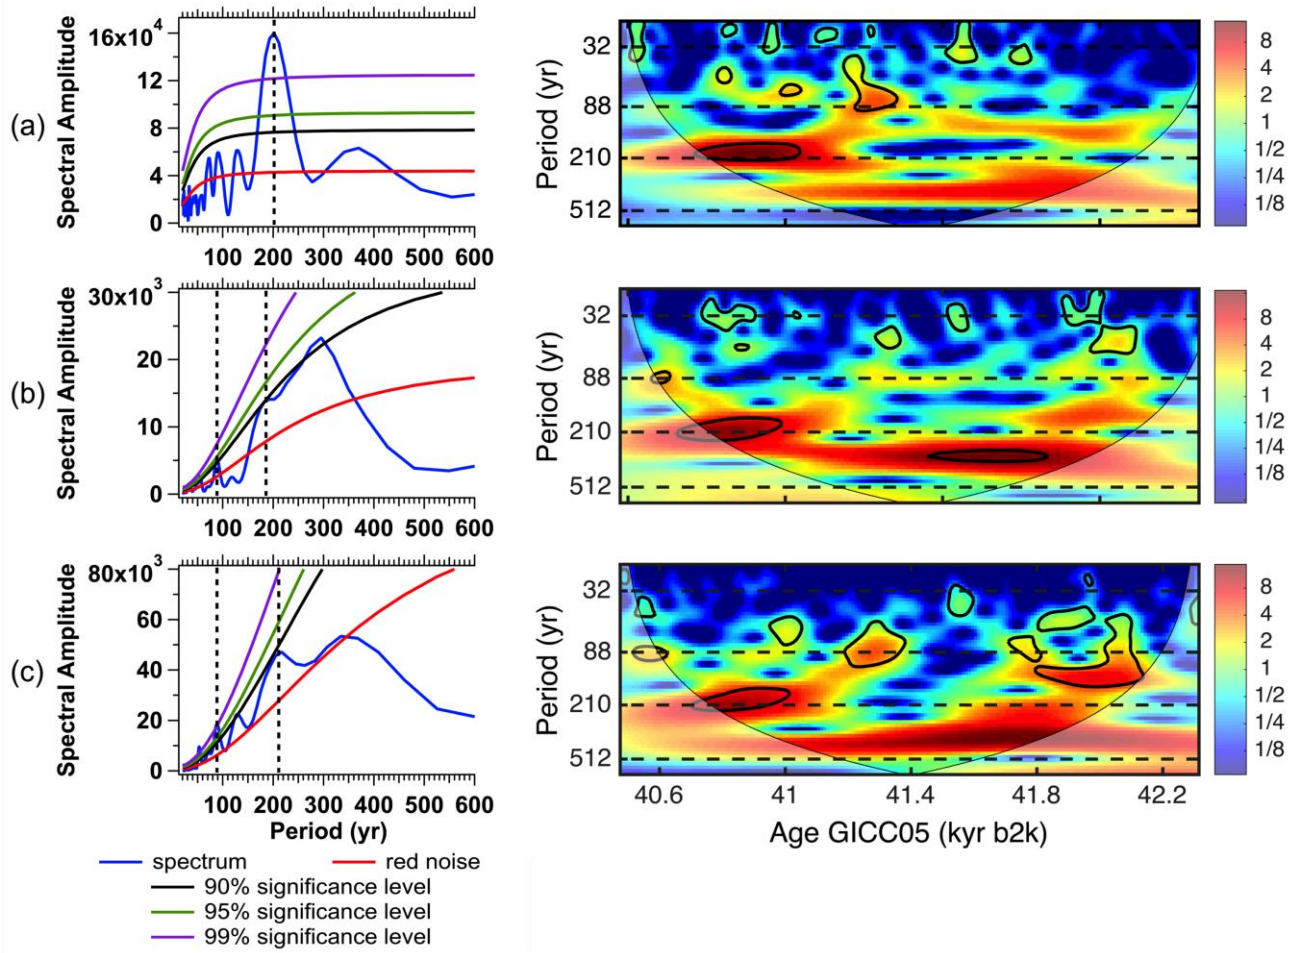 (a)
Spectral Amplitude
16x10⁴
12
8
4
0
100 200 300 400 500 600
Period (yr)
32
88
210
512
8
4
2
1
1/2
1/4
1/8
(b)
Spectral Amplitude
30x10³
20
10
0
100 200 300 400 500 600
Period (yr)
32
88
210
512
8
4
2
1
1/2
1/4
1/8
(c)
Spectral Amplitude
80x10³
60
40
20
0
100 200 300 400 500 600
Period (yr)
Period (yr)
32
88
210
512
40.6 41 41.4 41.8 42.2
Age GICC05 (kyr b2k)
8
4
2
1
1/2
1/4
1/8
spectrum red noise
90% significance level
95% significance level
99% significance level